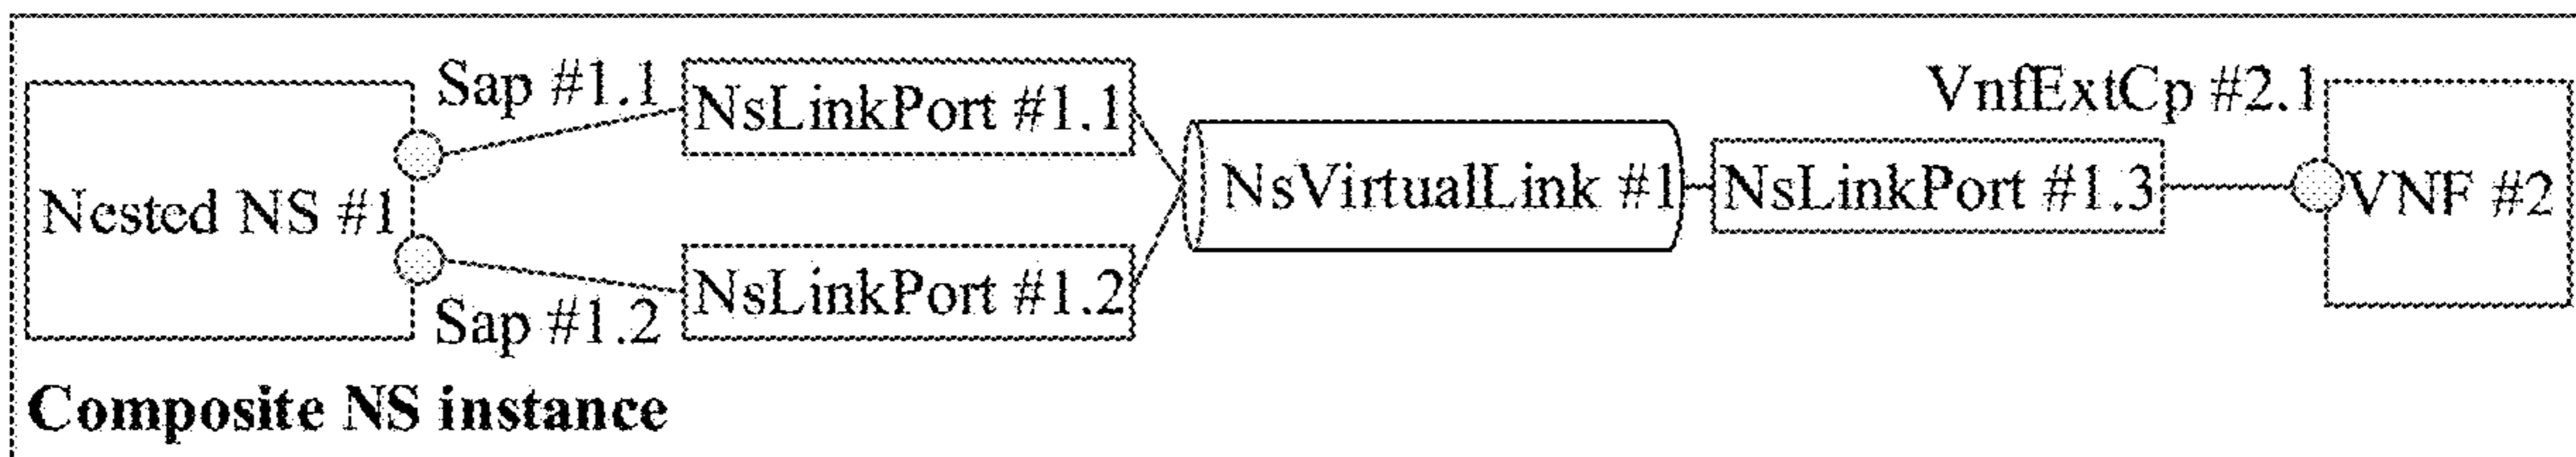 Sap #1.1
NsLinkPort #1.1
VnfExtCp #2.1
Nested NS #1
NsVirtualLink #1
NsLinkPort #1.3
VNF #2
NsLinkPort #1.2
Sap #1.2
Composite NS instance